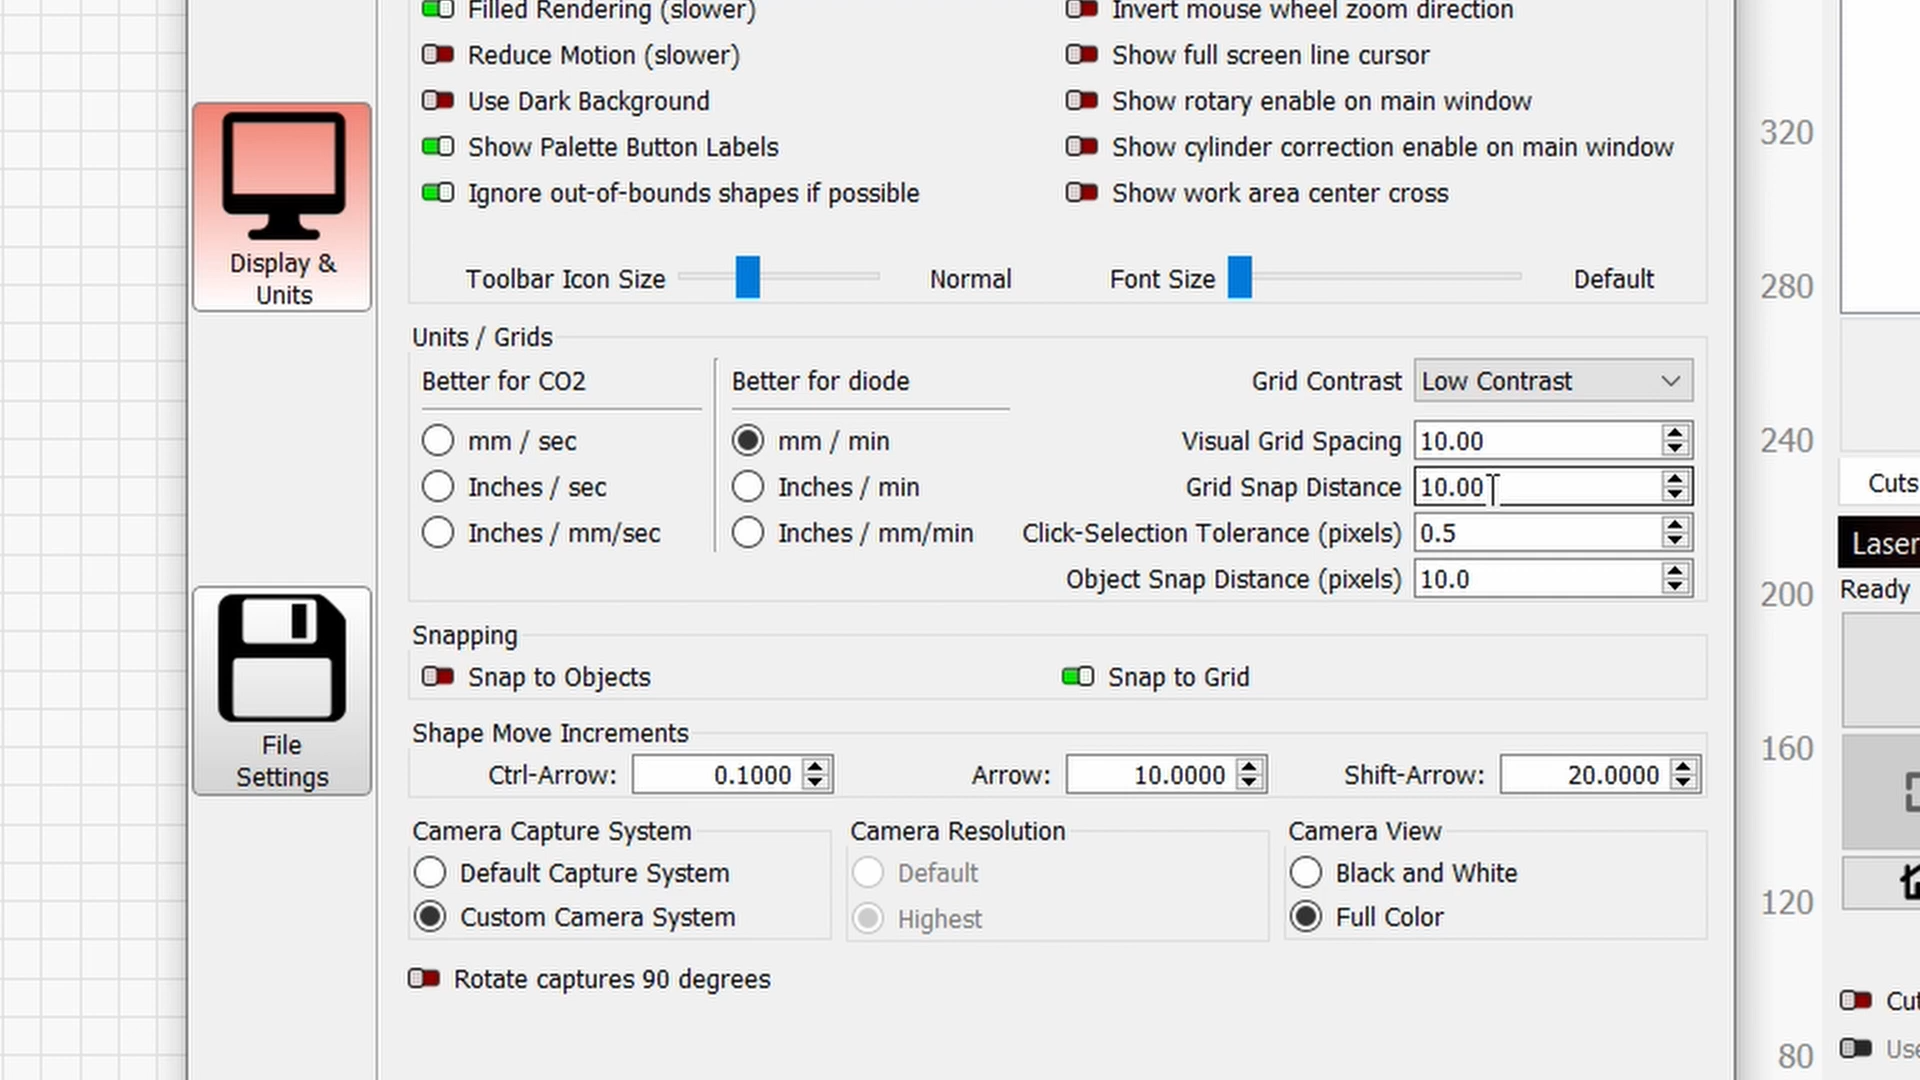 Filled Rendering (slower)
Invert mouse wheel zoom direction
Reduce Motion (slower)
Show full screen line cursor
Use Dark Background
Show rotary enable on main window
Show Palette Button Labels
Show cylinder correction enable on main window
Ignore out-of-bounds shapes if possible
Show work area center cross
Display &
Units
Toolbar Icon Size
Normal
Font Size
Default
Units / Grids
Better for CO2
Better for diode
Grid Contrast
Low Contrast
mm / sec
mm / min
Visual Grid Spacing
10.00
Inches / sec
Inches / min
Grid Snap Distance
10.00
Inches / mm/sec
Inches / mm/min
Click-Selection Tolerance (pixels)
0.5
Object Snap Distance (pixels)
10.0
Snapping
Snap to Objects
Snap to Grid
File
Settings
Shape Move Increments
Ctrl-Arrow:
0.1000
Arrow:
10.0000
Shift-Arrow:
20.0000
Camera Capture System
Camera Resolution
Camera View
Default Capture System
Default
Black and White
Custom Camera System
Highest
Full Color
Rotate captures 90 degrees
320
280
240
200
160
120
80
Cuts
Laser
Ready
Cut
Use